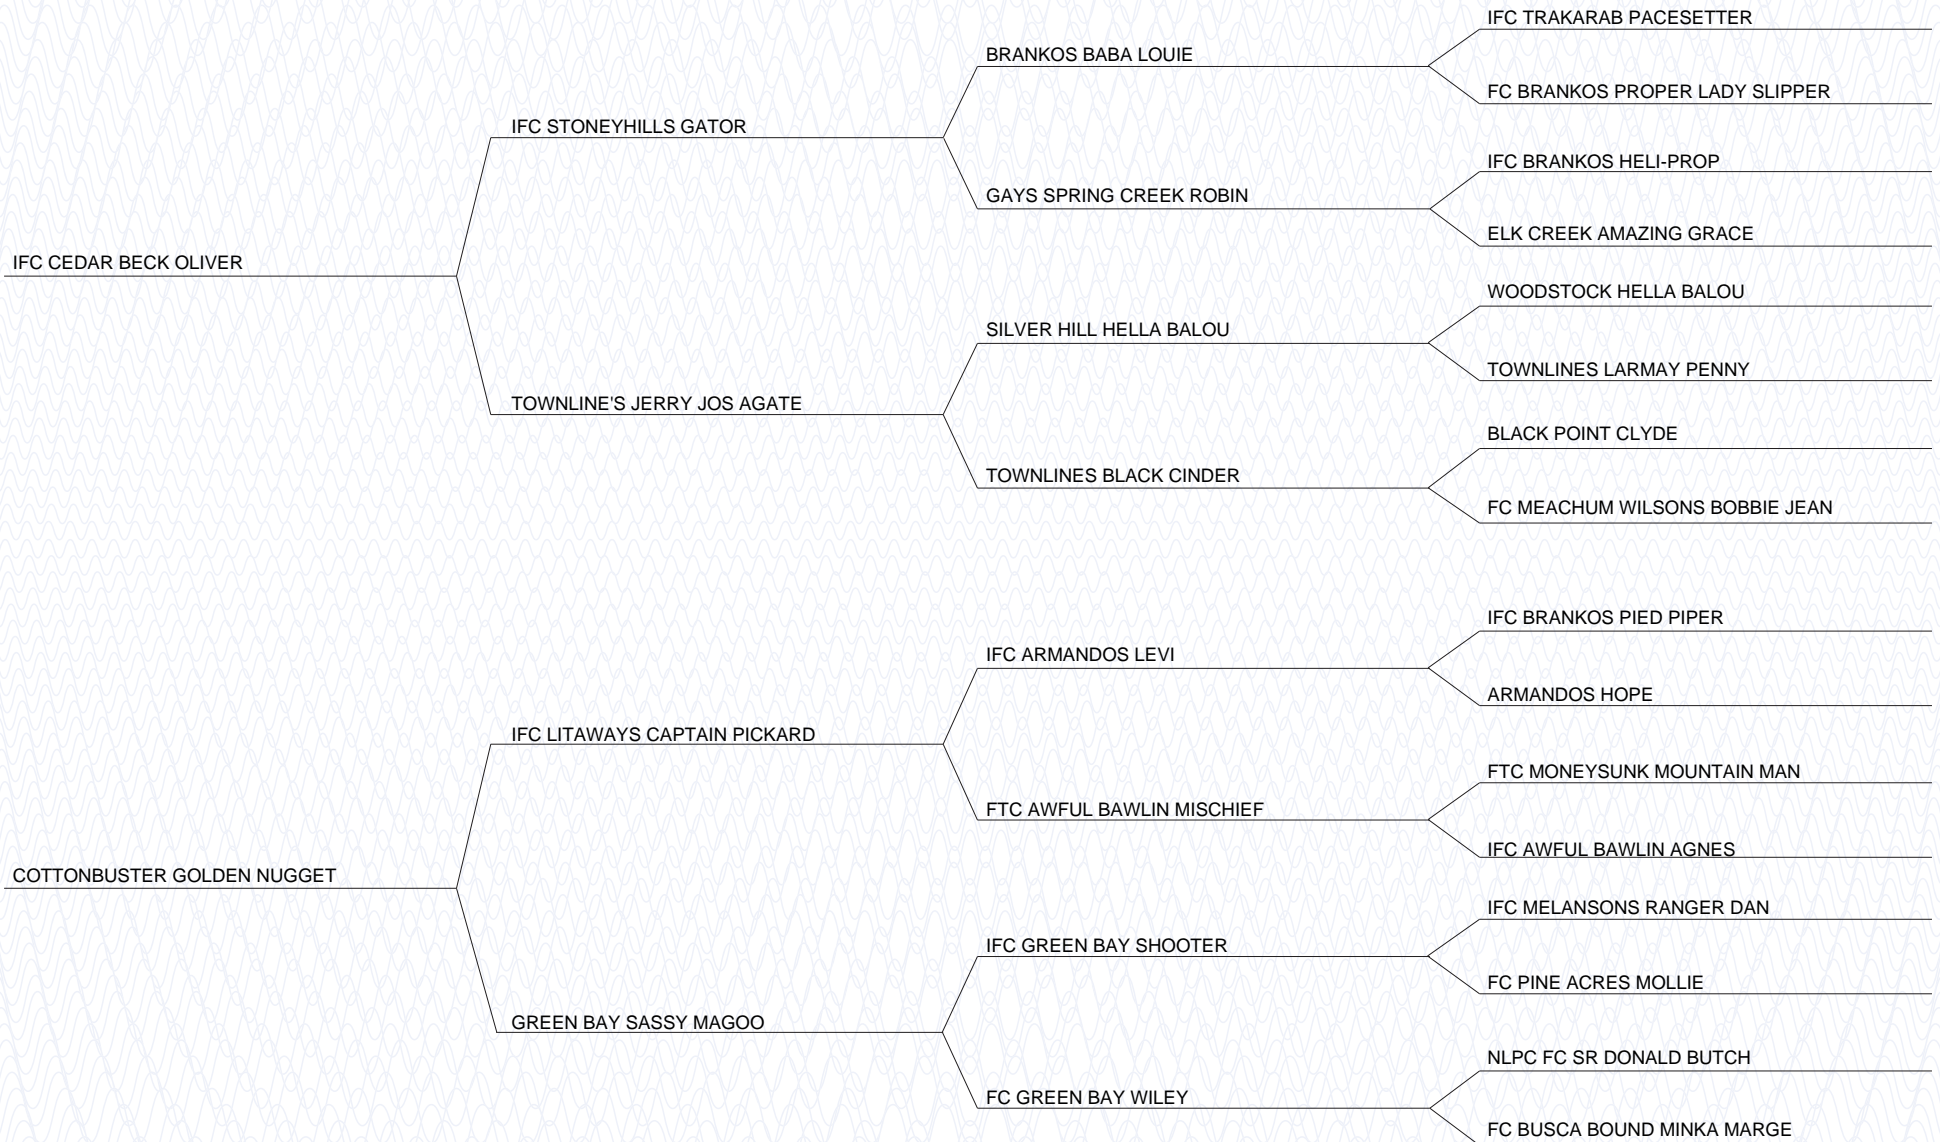 IFC TRAKARAB PACESETTER
BRANKOS BABA LOUIE
FC BRANKOS PROPER LADY SLIPPER
IFC STONEYHILLS GATOR
IFC BRANKOS HELI-PROP
GAYS SPRING CREEK ROBIN
ELK CREEK AMAZING GRACE
IFC CEDAR BECK OLIVER
WOODSTOCK HELLA BALOU
SILVER HILL HELLA BALOU
TOWNLINES LARMAY PENNY
TOWNLINE'S JERRY JOS AGATE
BLACK POINT CLYDE
TOWNLINES BLACK CINDER
FC MEACHUM WILSONS BOBBIE JEAN
IFC BRANKOS PIED PIPER
IFC ARMANDOS LEVI
ARMANDOS HOPE
IFC LITAWAYS CAPTAIN PICKARD
FTC MONEYSUNK MOUNTAIN MAN
FTC AWFUL BAWLIN MISCHIEF
IFC AWFUL BAWLIN AGNES
COTTONBUSTER GOLDEN NUGGET
IFC MELANSONS RANGER DAN
IFC GREEN BAY SHOOTER
FC PINE ACRES MOLLIE
GREEN BAY SASSY MAGOO
NLPC FC SR DONALD BUTCH
FC GREEN BAY WILEY
FC BUSCA BOUND MINKA MARGE